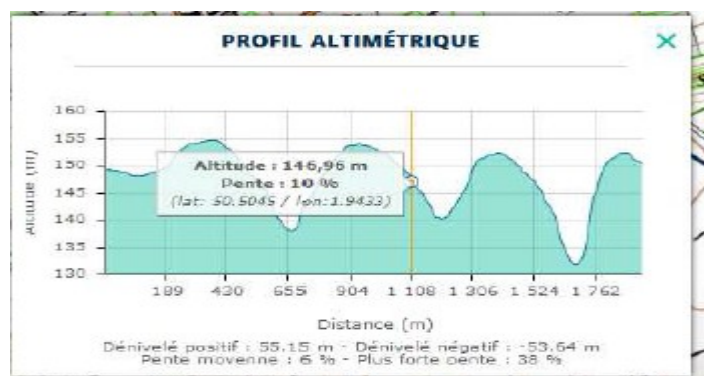 PROFIL ALTIMÉTRIQUE
160
155
150
145
140
135
130
Altitude (m)
Altitude : 146,96 m
Pente : 10 %
(lat: 50.5045 / lon:1.9433)
189 430 655 904 1 108 1 306 1 524 1 762
Distance (m)
Dénivelé positif : 55.15 m - Dénivelé négatif : -53.64 m
Pente moyenne : 6 % - Plus forte pente : 38 %